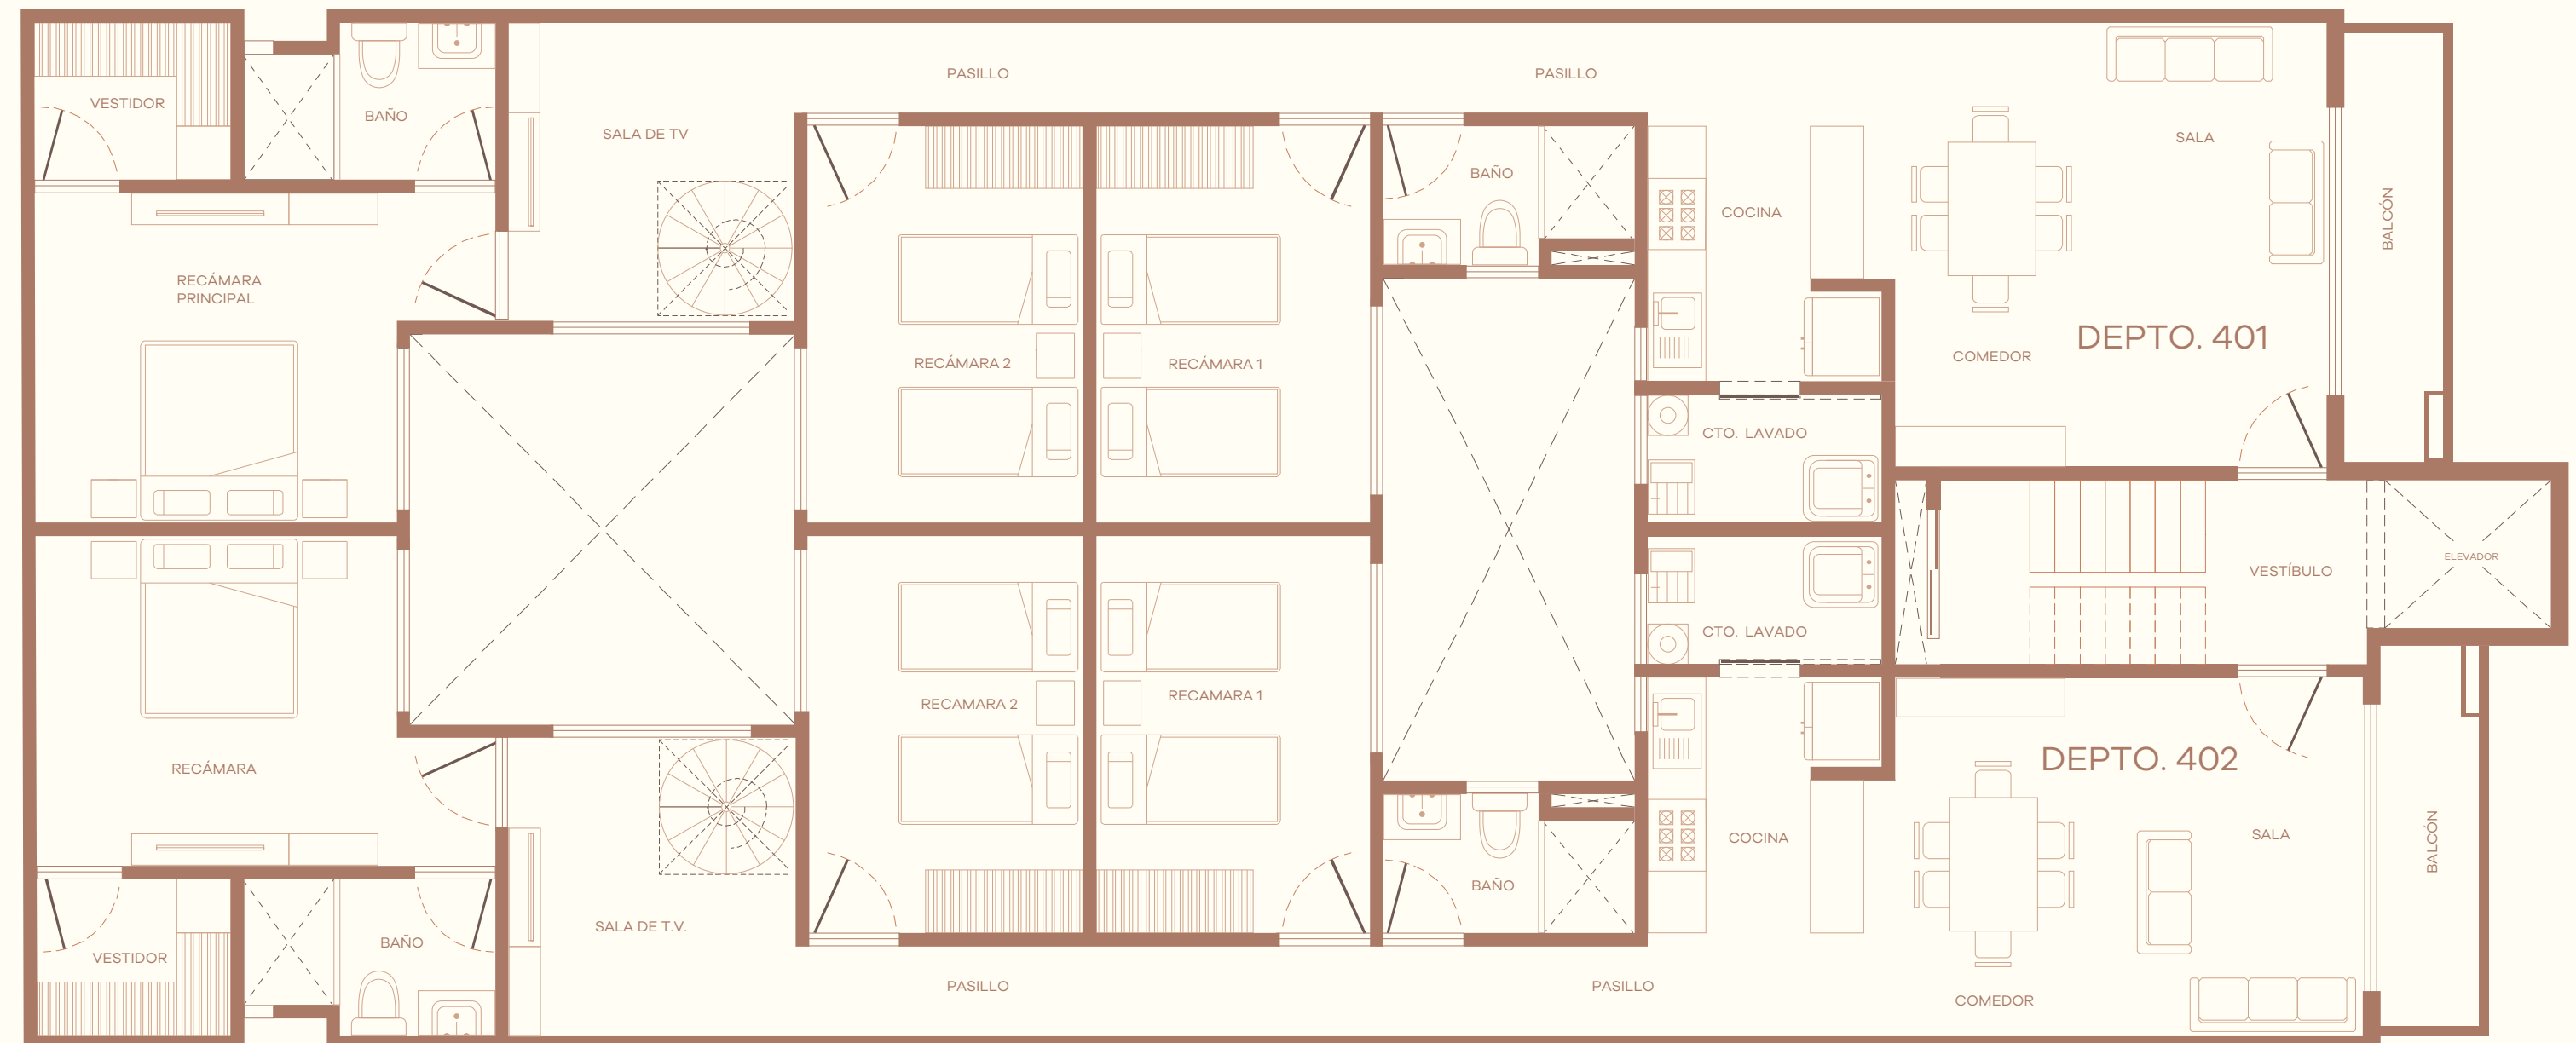 PASILLO
PASILLO
VESTIDOR
BAÑO
SALA DE TV
SALA
BAÑO
COCINA
BALCÓN
RECÁMARA
PRINCIPAL
DEPTO. 401
COMEDOR
RECÁMARA 2
RECÁMARA 1
CTO. LAVADO
ELEVADOR
VESTÍBULO
CTO. LAVADO
RECAMARA 2
RECAMARA 1
DEPTO. 402
RECÁMARA
COCINA
SALA
BALCÓN
BAÑO
SALA DE T.V.
BAÑO
VESTIDOR
PASILLO
PASILLO
COMEDOR